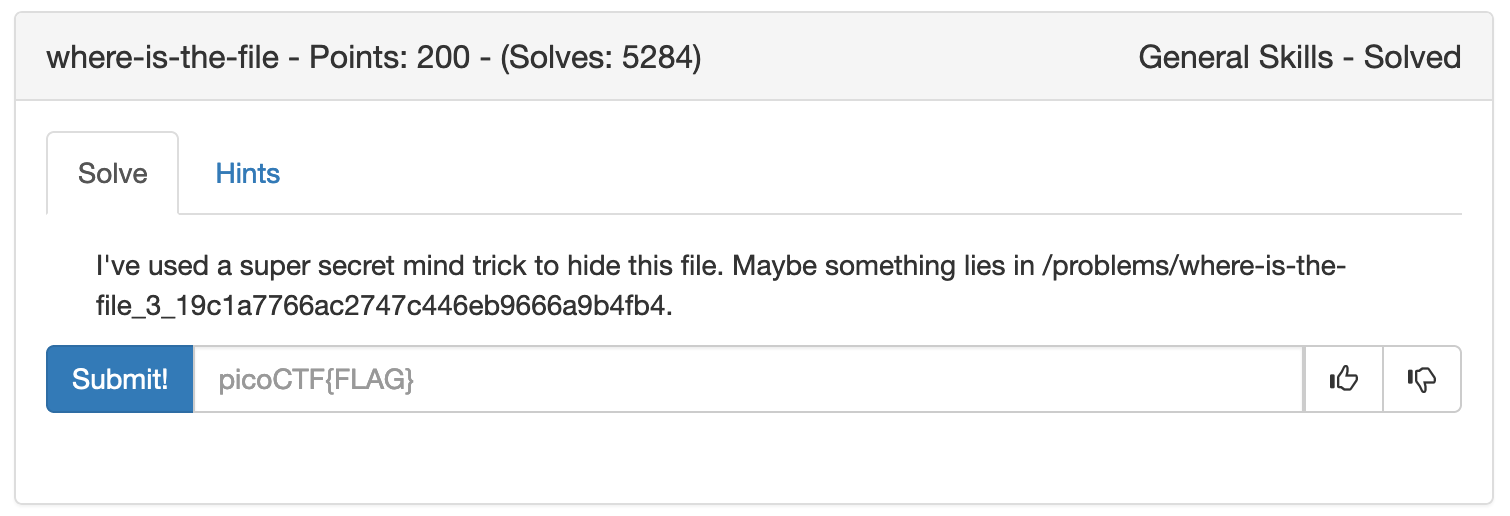 where-is-the-file - Points: 200 - (Solves: 5284)
General Skills - Solved
Solve
Hints
I've used a super secret mind trick to hide this file. Maybe something lies in /problems/where-is-the-
file_3_19c1a7766ac2747c446eb9666a9b4fb4.
Submit!
picoCTF{FLAG}